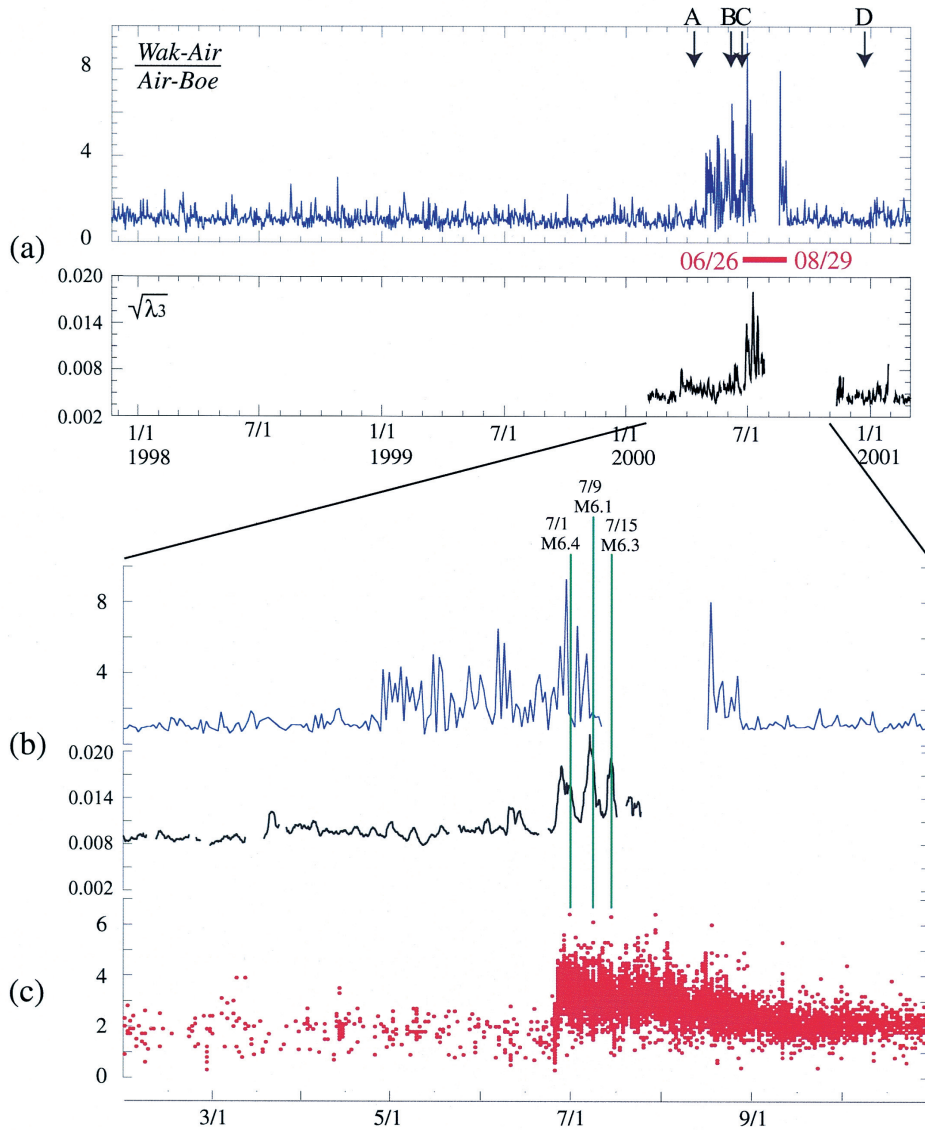 A B C D
Wak-Air
Air-Boe
8
4
0
(a)
06/26 08/29
0.020
√λ3
0.014
0.008
0.002
1/1 7/1 1/1 7/1 1/1 7/1 1/1
1998 1999 2000 2001
7/9
M6.1
7/1 7/15
M6.4 M6.3
8
4
(b)
0.020
0.014
0.008
0.002
6
4
(c)
2
0
3/1 5/1 7/1 9/1